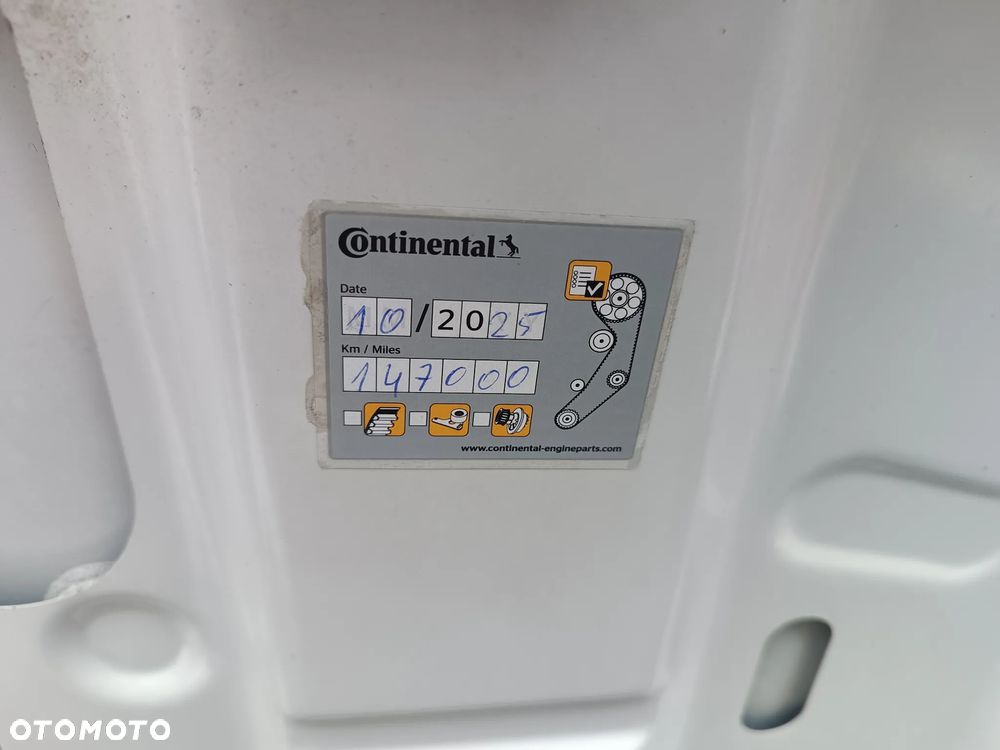 Continental
Date
10/2025
Km / Miles
147000
www.continental-engineparts.com
OTOMOTO